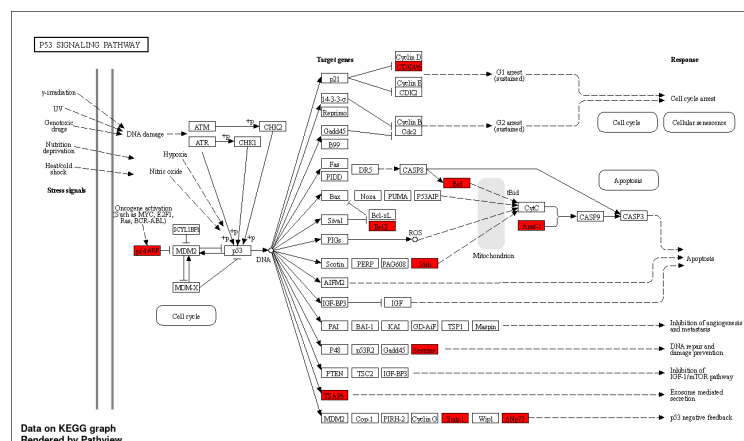 P53 SIGNALING PATHWAY
Target genes
Response
Cyclin D
CDK4/6
p21
G1 arrest
(sustained)
Cyclin E
CDK2
γ-irradiation
UV
Genotoxic
drugs
Nutrition
deprivation
Heat/cold
shock
Stress signals
DNA damage
ATM
+p
CHK2
ATR
+p
CHK1
Hypoxia
Nitric oxide
14-3-3-σ
Reprimo
Gadd45
B99
Cyclin B
Cdc2
G2 arrest
(sustained)
Cell cycle arrest
Cell cycle
Cellular senescence
Fas
PIDD
DR5
CASP8
Bid
tBid
Apoptosis
Bax
Noxa
PUMA
P53AIP
CytC
Bcl-xL
Bcl-2
Siva1
Apaf-1
CASP9
CASP3
PIGs
ROS
Mitochondrion
Oncogene activation
(Such as MYC, E2F1,
Ras, BCR-ABL)
SCYL1BP1
+p
+p
+p
+p
p14ARF
MDM2
p53
DNA
MDM-X
Cell cycle
Scotin
PERP
PAG608
Siah
Apoptosis
AIFM2
IGF-BP3
IGF
PAI
BAI-1
KAI
GD-AiF
TSP1
Maspin
Inhibition of angiogenesis
and metastasis
P48
p53R2
Gadd45
Sestrins
DNA repair and
damage prevention
PTEN
TSC2
IGF-BP3
Inhibition of
IGF-1/mTOR pathway
TSAP6
Exosome mediated
secretion
MDM2
Cop-1
PIRH-2
Cyclin G
Siah-1
Wip1
ΔNp73
p53 negative feedback
Data on KEGG graph
Rendered by Pathview